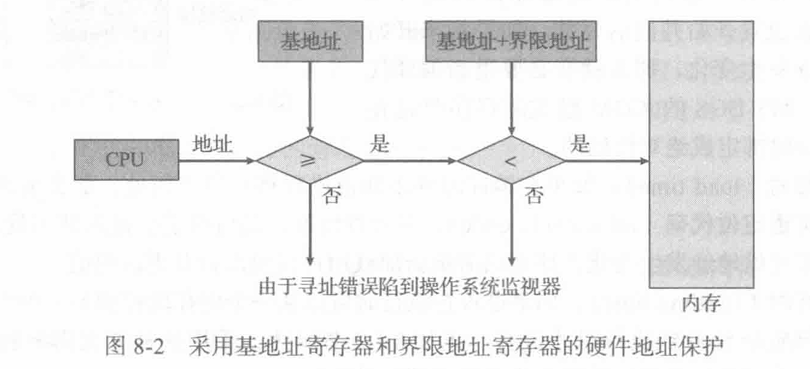 基地址 基地址+界限地址
CPU 地址 ≥ 是 < 是
否 否
由于寻址错误陷到操作系统监视器
内存
图 8-2 采用基地址寄存器和界限地址寄存器的硬件地址保护